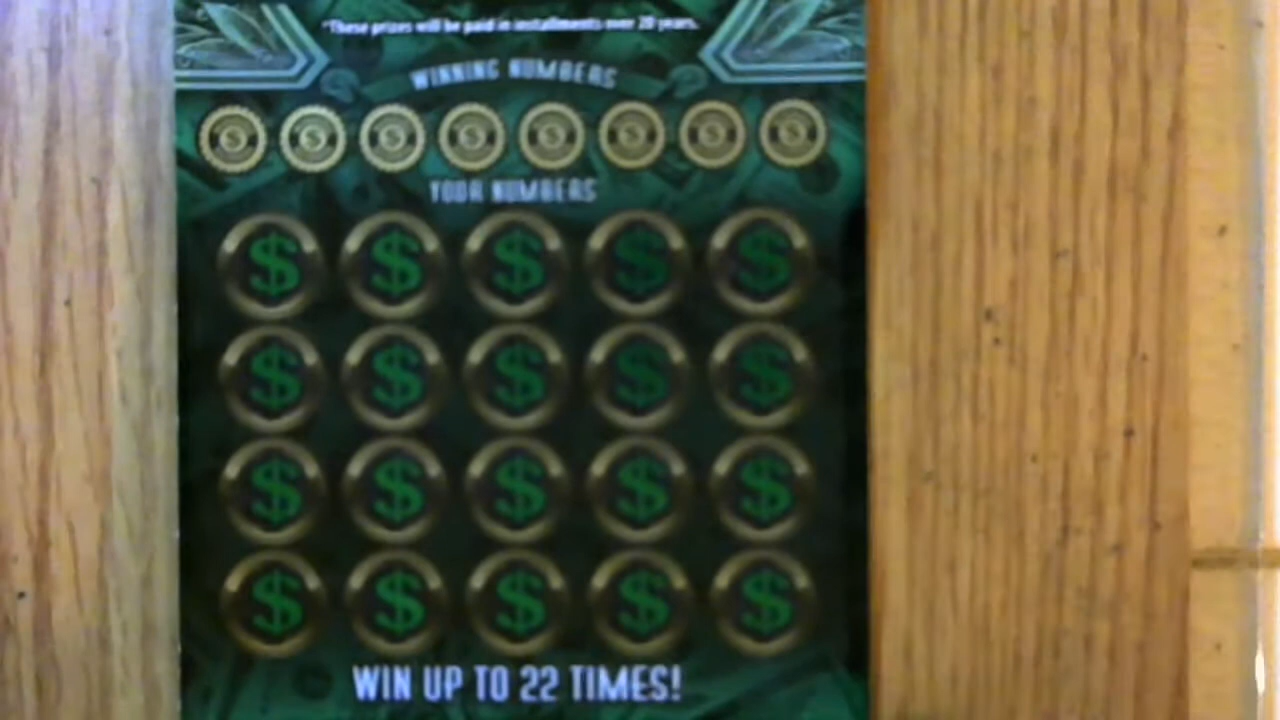 *These prizes will be paid in installments over 20 years.
WINNING NUMBERS
$ $ $ $ $ $ $ $
YOUR NUMBERS
$ $ $ $ $
$ $ $ $ $
$ $ $ $ $
$ $ $ $ $
WIN UP TO 22 TIMES!